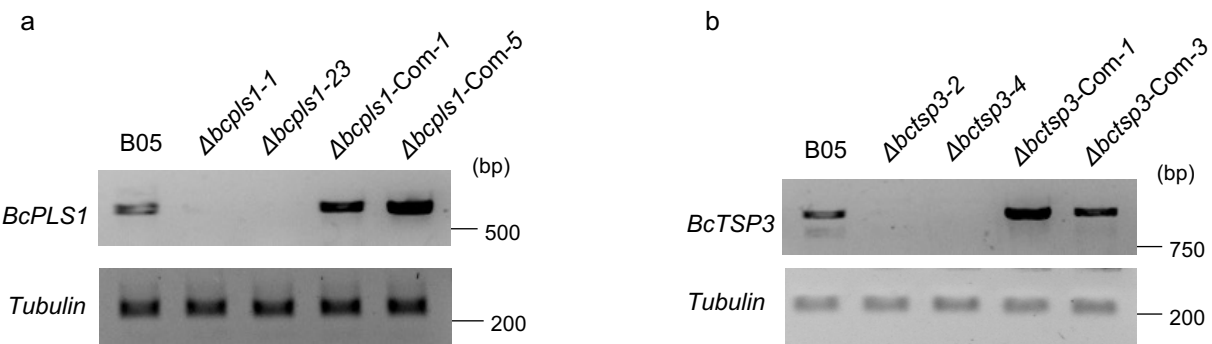 a
B05
Δbcpls1-1
Δbcpls1-23
Δbcpls1-Com-1
Δbcpls1-Com-5
(bp)
BcPLS1
500
Tubulin
200
b
B05
Δbctsp3-2
Δbctsp3-4
Δbctsp3-Com-1
Δbctsp3-Com-3
(bp)
BcTSP3
750
Tubulin
200